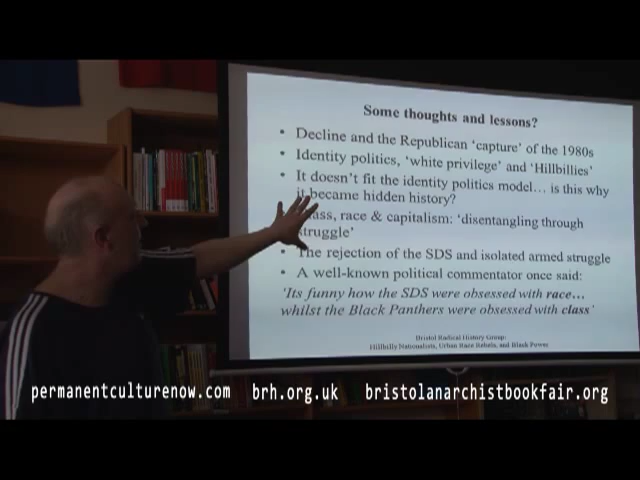 Some thoughts and lessons?
• Decline and the Republican 'capture' of the 1980s
• Identity politics, 'white privilege' and 'Hillbillies'
• It doesn't fit the identity politics model... is this why
it became hidden history?
class, race & capitalism: 'disentangling through
struggle'
• The rejection of the SDS and isolated armed struggle
• A well-known political commentator once said:
'Its funny how the SDS were obsessed with race...
whilst the Black Panthers were obsessed with class'
Bristol Radical History Group:
Hillbilly Nationalists, Urban Race Rebels, and Black Power
permanentculturenow.com brh.org.uk bristolanarchistbookfair.org